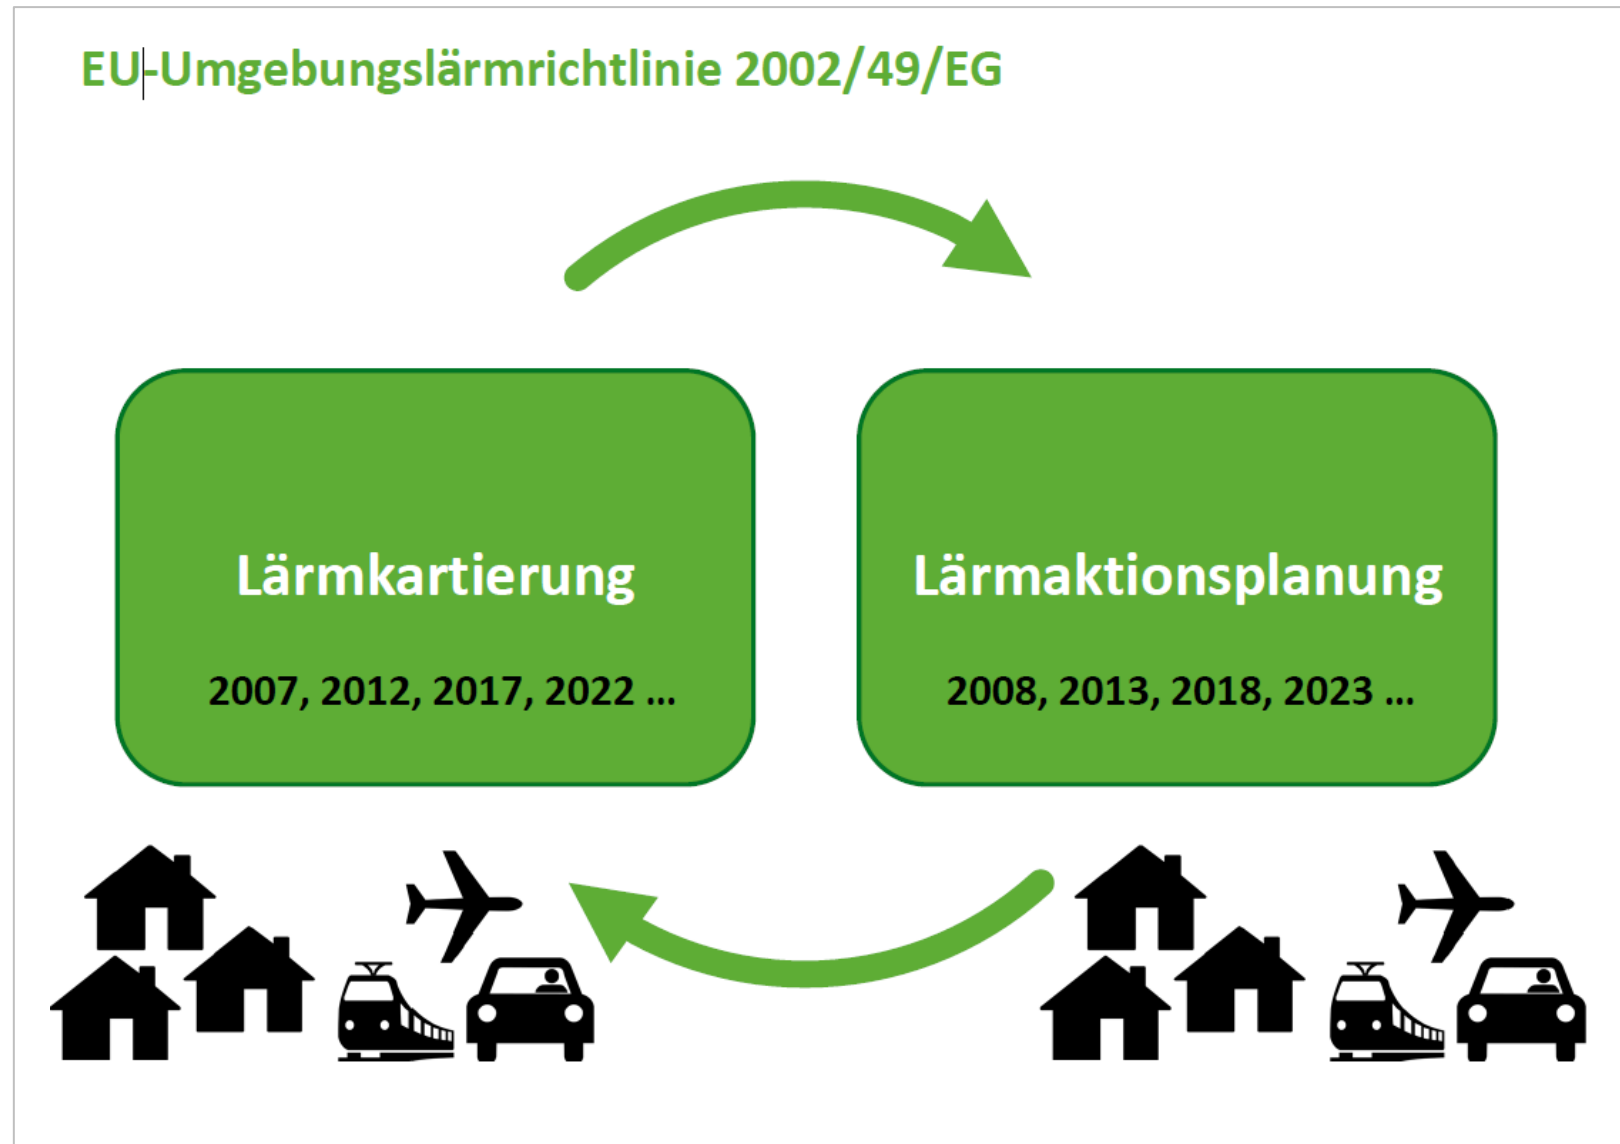 EU-Umgebungslärmrichtlinie 2002/49/EG
Lärmkartierung
2007, 2012, 2017, 2022 ...
Lärmaktionsplanung
2008, 2013, 2018, 2023 ...